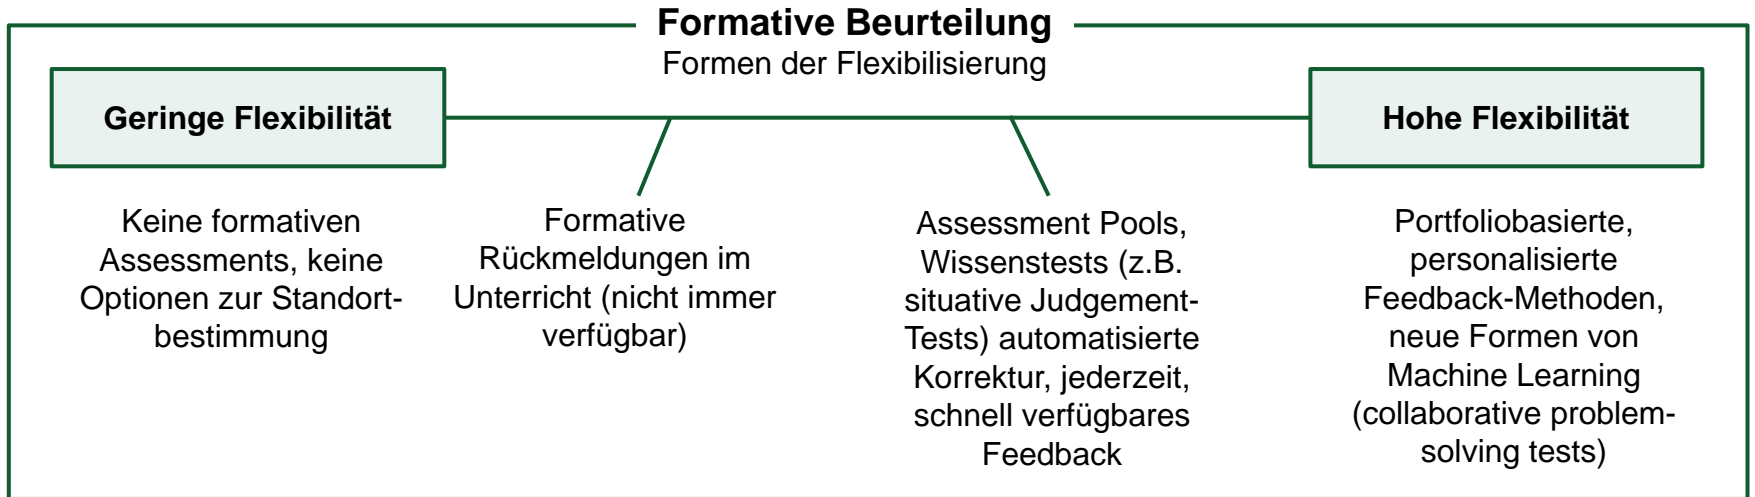 Formative Beurteilung
Formen der Flexibilisierung
Geringe Flexibilität
Hohe Flexibilität
Keine formativen
Assessments, keine
Optionen zur Standort-
bestimmung
Formative
Rückmeldungen im
Unterricht (nicht immer
verfügbar)
Assessment Pools,
Wissenstests (z.B.
situative Judgement-
Tests) automatisierte
Korrektur, jederzeit,
schnell verfügbares
Feedback
Portfoliobasierte,
personalisierte
Feedback-Methoden,
neue Formen von
Machine Learning
(collaborative problem-
solving tests)